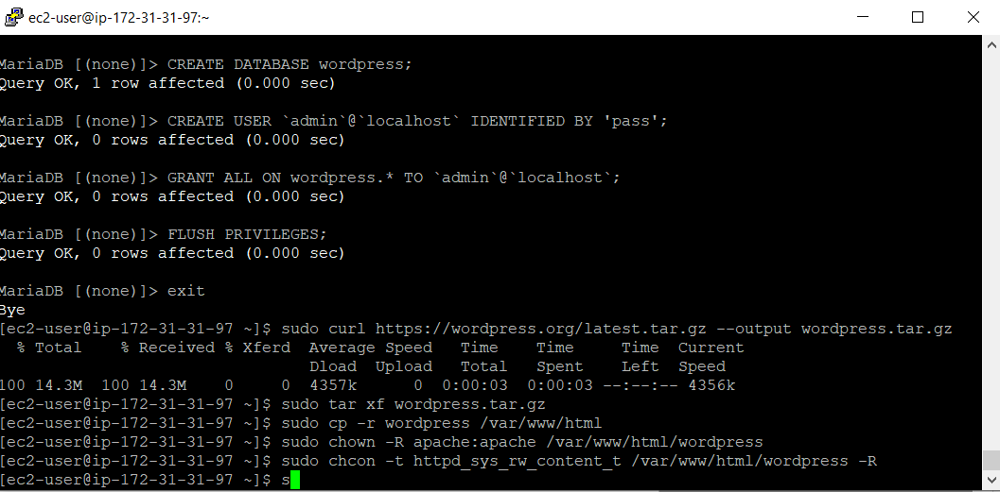 ec2-user@ip-172-31-31-97:~
MariaDB [(none)]> CREATE DATABASE wordpress;
Query OK, 1 row affected (0.000 sec)
MariaDB [(none)]> CREATE USER `admin`@`localhost` IDENTIFIED BY 'pass';
Query OK, 0 rows affected (0.000 sec)
MariaDB [(none)]> GRANT ALL ON wordpress.* TO `admin`@`localhost`;
Query OK, 0 rows affected (0.000 sec)
MariaDB [(none)]> FLUSH PRIVILEGES;
Query OK, 0 rows affected (0.000 sec)
MariaDB [(none)]> exit
Bye
[ec2-user@ip-172-31-31-97 ~]$ sudo curl https://wordpress.org/latest.tar.gz --output wordpress.tar.gz
  % Total    % Received % Xferd  Average Speed   Time    Time     Time  Current
                                 Dload  Upload   Total   Spent    Left  Speed
100 14.3M  100 14.3M    0     0  4357k      0  0:00:03  0:00:03 --:--:-- 4356k
[ec2-user@ip-172-31-31-97 ~]$ sudo tar xf wordpress.tar.gz
[ec2-user@ip-172-31-31-97 ~]$ sudo cp -r wordpress /var/www/html
[ec2-user@ip-172-31-31-97 ~]$ sudo chown -R apache:apache /var/www/html/wordpress
[ec2-user@ip-172-31-31-97 ~]$ sudo chcon -t httpd_sys_rw_content_t /var/www/html/wordpress -R
[ec2-user@ip-172-31-31-97 ~]$ s